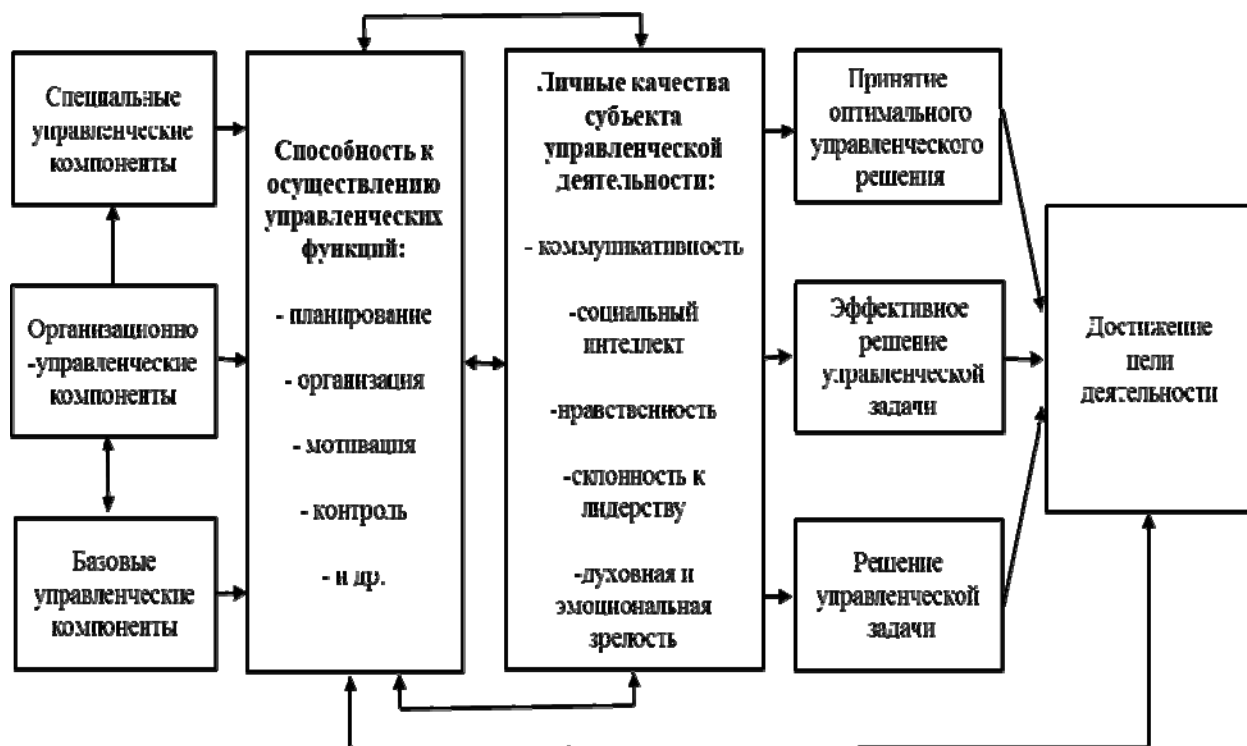 Специальные
управленческие
компоненты
Организационно
-управленческие
компоненты
Базовые
управленческие
компоненты
Способность к
осуществлению
управленческих
функций:
- планирование
- организация
- мотивация
- контроль
- и др.
Личные качества
субъекта
управленческой
деятельности:
- коммуникативность
-социальный
интеллект
-нравственность
-склонность к
лидерству
-духовная и
эмоциональная
зрелость
Принятие
оптимального
управленческого
решения
Эффективное
решение
управленческой
задачи
Решение
управленческой
задачи
Достижение
цели
деятельности